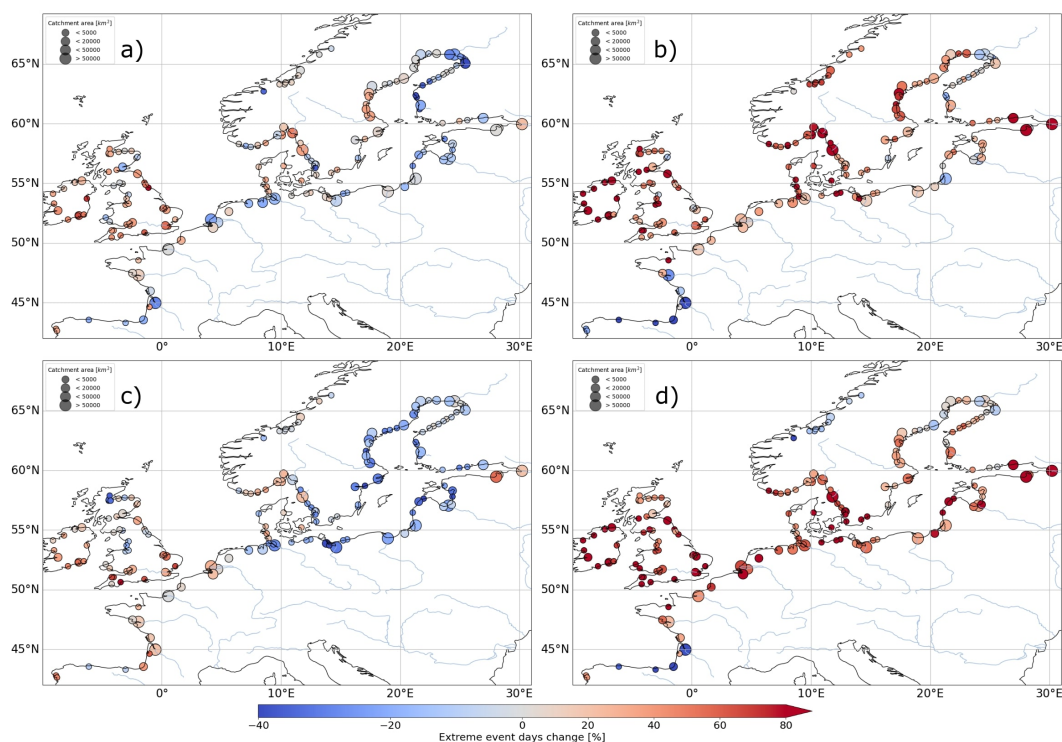 Catchment area [km²]
< 5000
< 20000
< 50000
> 50000
a)
65°N
60°N
55°N
50°N
45°N
0°
10°E
20°E
30°E
Catchment area [km²]
< 5000
< 20000
< 50000
> 50000
b)
65°N
60°N
55°N
50°N
45°N
0°
10°E
20°E
30°E
Catchment area [km²]
< 5000
< 20000
< 50000
> 50000
c)
65°N
60°N
55°N
50°N
45°N
0°
10°E
20°E
30°E
Catchment area [km²]
< 5000
< 20000
< 50000
> 50000
d)
65°N
60°N
55°N
50°N
45°N
0°
10°E
20°E
30°E
−40 −20 0 20 40 60 80
Extreme event days change [%]